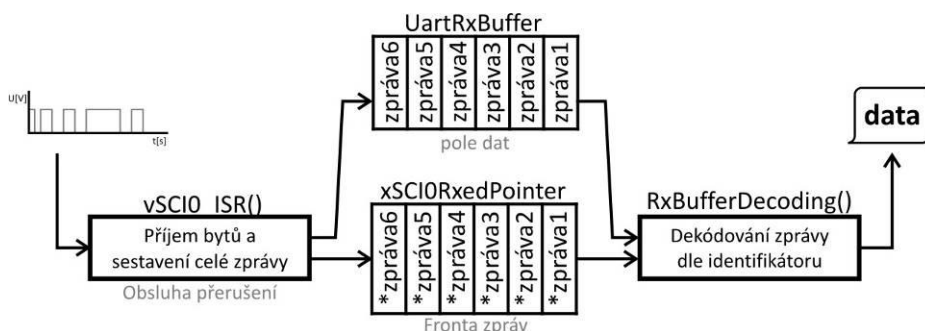 UartRxBuffer
zpráva6
zpráva5
zpráva4
zpráva3
zpráva2
zpráva1
pole dat
U[V]
t[s]
data
vSCI0_ISR()
Příjem bytů a
sestavení celé zprávy
Obsluha přerušení
xSCI0RxedPointer
*zpráva6
*zpráva5
*zpráva4
*zpráva3
*zpráva2
*zpráva1
Fronta zpráv
RxBufferDecoding()
Dekódování zprávy
dle identifikátoru